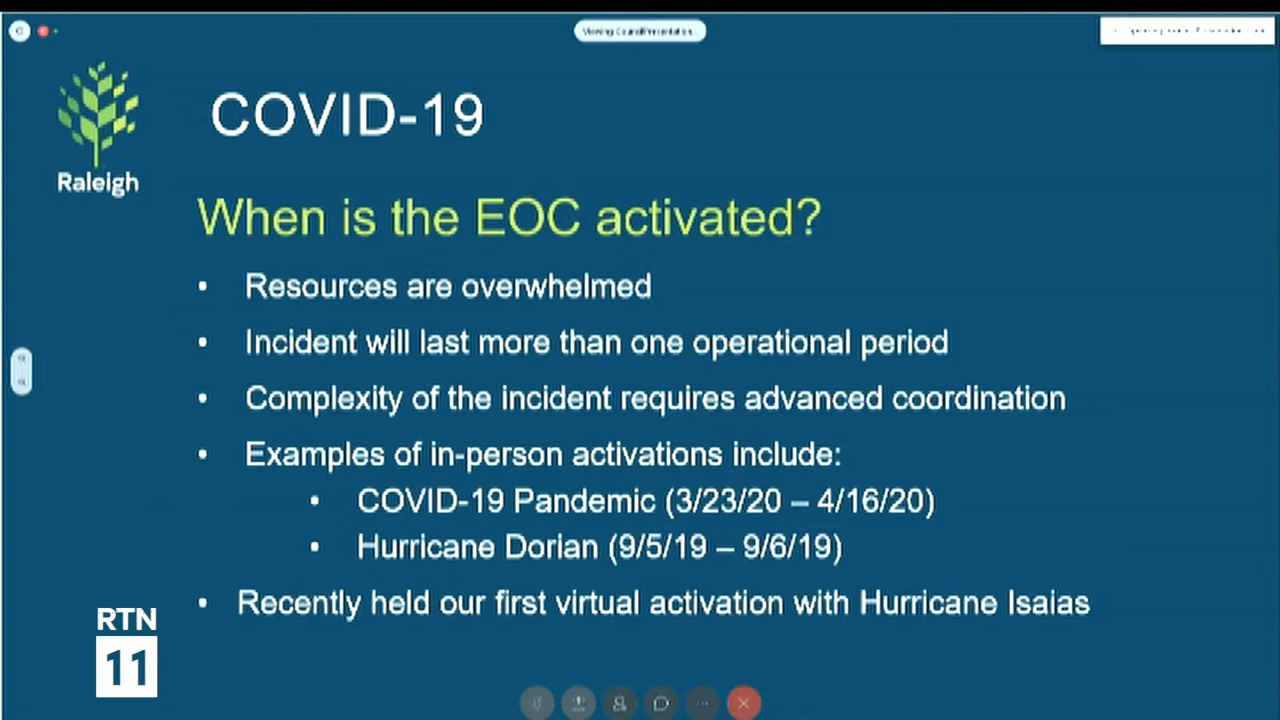 Viewing CouncilPresentation...
COVID-19
Raleigh
When is the EOC activated?
• Resources are overwhelmed
• Incident will last more than one operational period
• Complexity of the incident requires advanced coordination
• Examples of in-person activations include:
• COVID-19 Pandemic (3/23/20 – 4/16/20)
• Hurricane Dorian (9/5/19 – 9/6/19)
• Recently held our first virtual activation with Hurricane Isaias
RTN
11